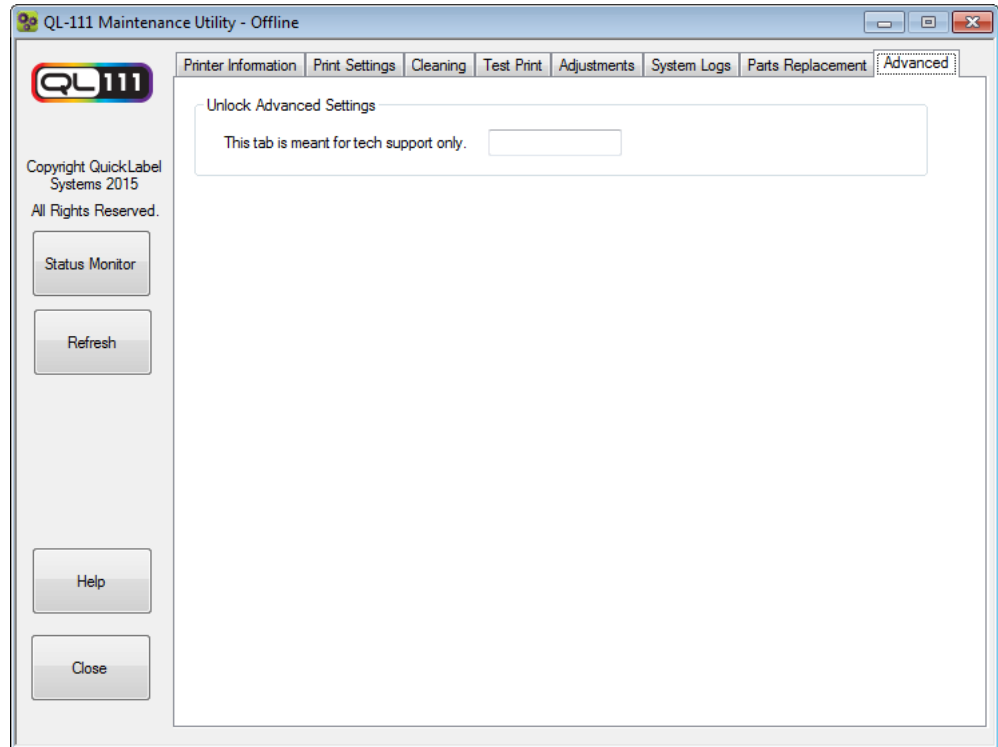 QL-111 Maintenance Utility - Offline
QL111
Printer Information Print Settings Cleaning Test Print Adjustments System Logs Parts Replacement Advanced
Unlock Advanced Settings
This tab is meant for tech support only.
Copyright QuickLabel
Systems 2015
All Rights Reserved.
Status Monitor
Refresh
Help
Close